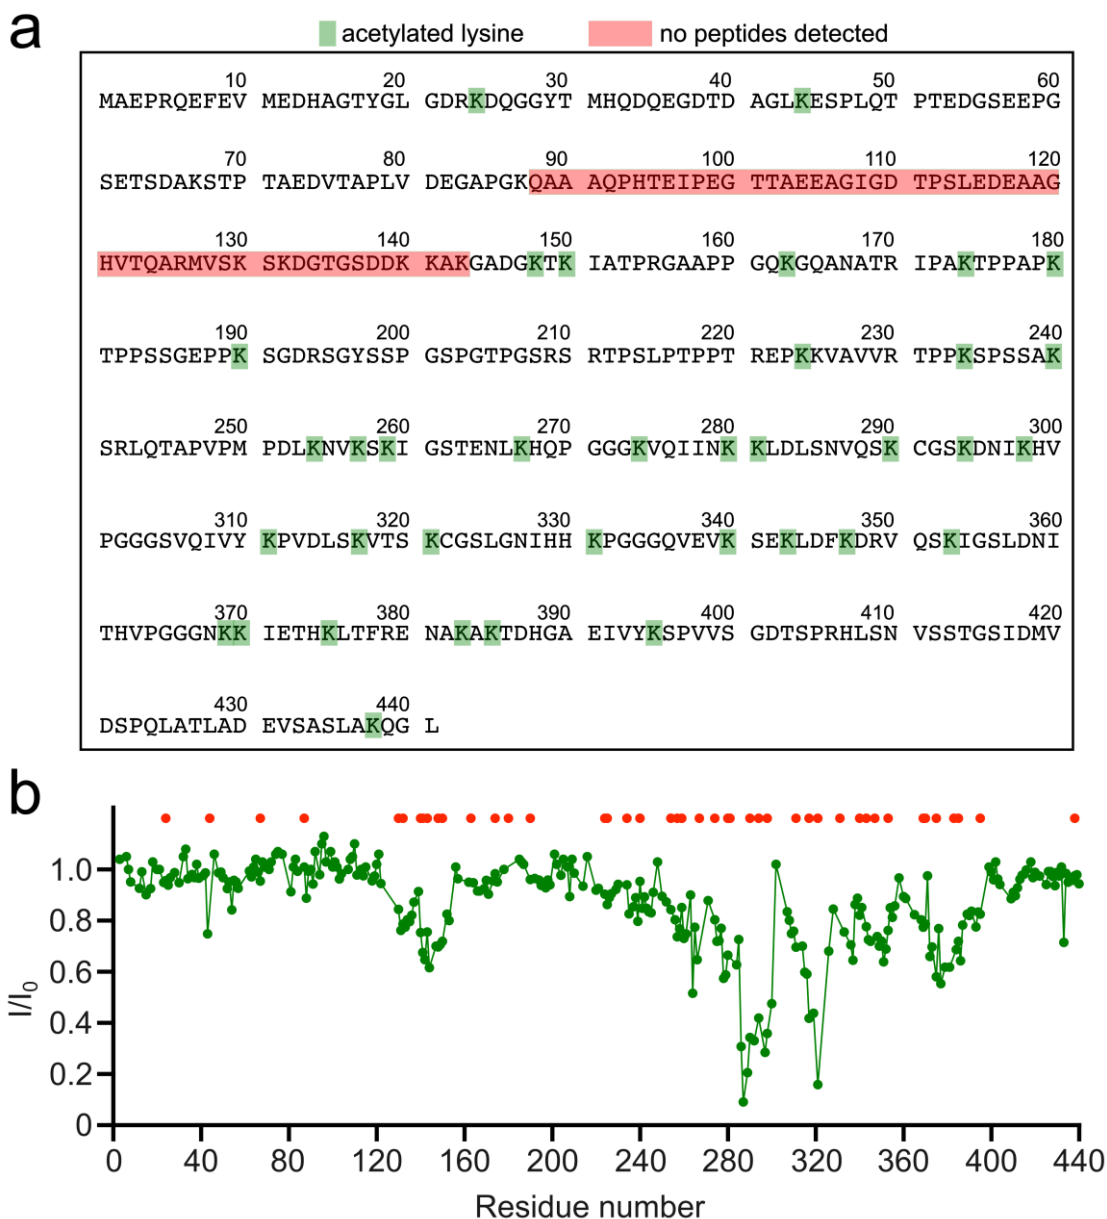 a
acetylated lysine no peptides detected
10 20 30 40 50 60
MAEPRQEFEV MEDHAGTYGL GDRKDQGGYT MHQDQEGDTD AGLKESPLQT PTEDGSEEPG
70 80 90 100 110 120
SETSDAKSTP TAEDVTAPLV DEGAPGKQAA AQPHTEIPEG TTAEEAGIGD TPSLEDEAAG
130 140 150 160 170 180
HVTQARMVSK SKDGTGSDDK KAKGADGKTK IATPRGAAPP GQKGQANATR IPAKTPPAPK
190 200 210 220 230 240
TPPSSGEPPK SGDRSGYSSP GSPGTPGSRS RTPSLPTPPT REPKKVAVVR TPPKSPSSAK
250 260 270 280 290 300
SRLQTAPVPM PDLKNVKSKI GSTENLKHQP GGGKVQIINK KLDLSNVQSK CGSKDNIKHV
310 320 330 340 350 360
PGGGSVQIVY KPVDLSKVTS KCGSLGNIHH KPGGGQVEVK SEKLDFKDRV QSKIGSLDNI
370 380 390 400 410 420
THVPGGGNKK IETHKLTFRE NAKAKTDHGA EIVYKSPVVS GDTSPRHLSN VSSTGSIDMV
430 440
DSPQLATLAD EVSASLAKQG L
b
1.0
0.8
0.6
0.4
0.2
0
I/I0
0 40 80 120 160 200 240 280 320 360 400 440
Residue number